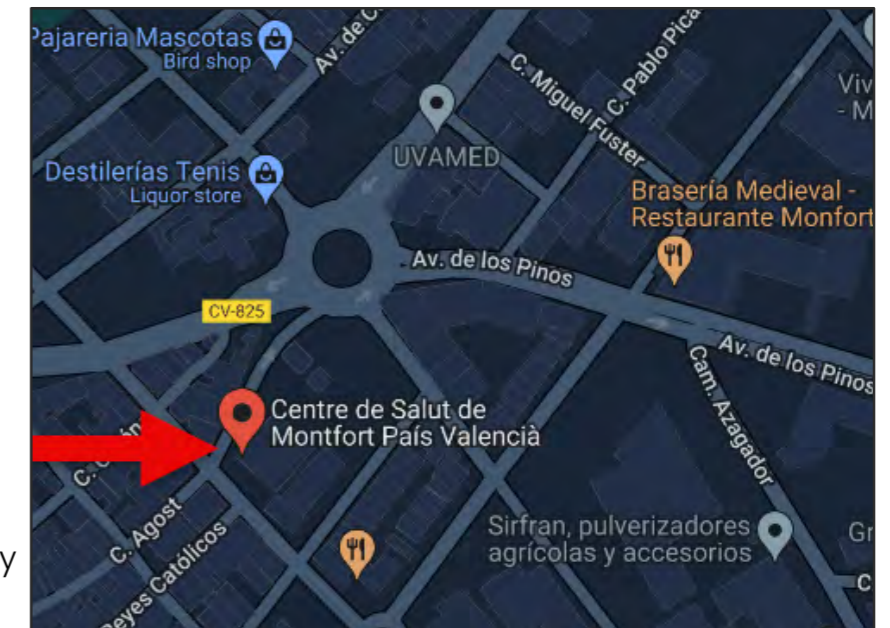 Pajareria Mascotas
Bird shop
Av. de C
C. Miguel Fuster
C. Pablo Pica
Viv
- M
UVAMED
Destilerías Tenis
Liquor store
Brasería Medieval -
Restaurante Monfort
Av. de los Pinos
CV-825
Av. de los Pinos
Cam. Azagador
Centre de Salut de
Montfort País Valencià
C. Agost
Reyes Católicos
Sirfran, pulverizadores
agrícolas y accesorios
Gr
C
y